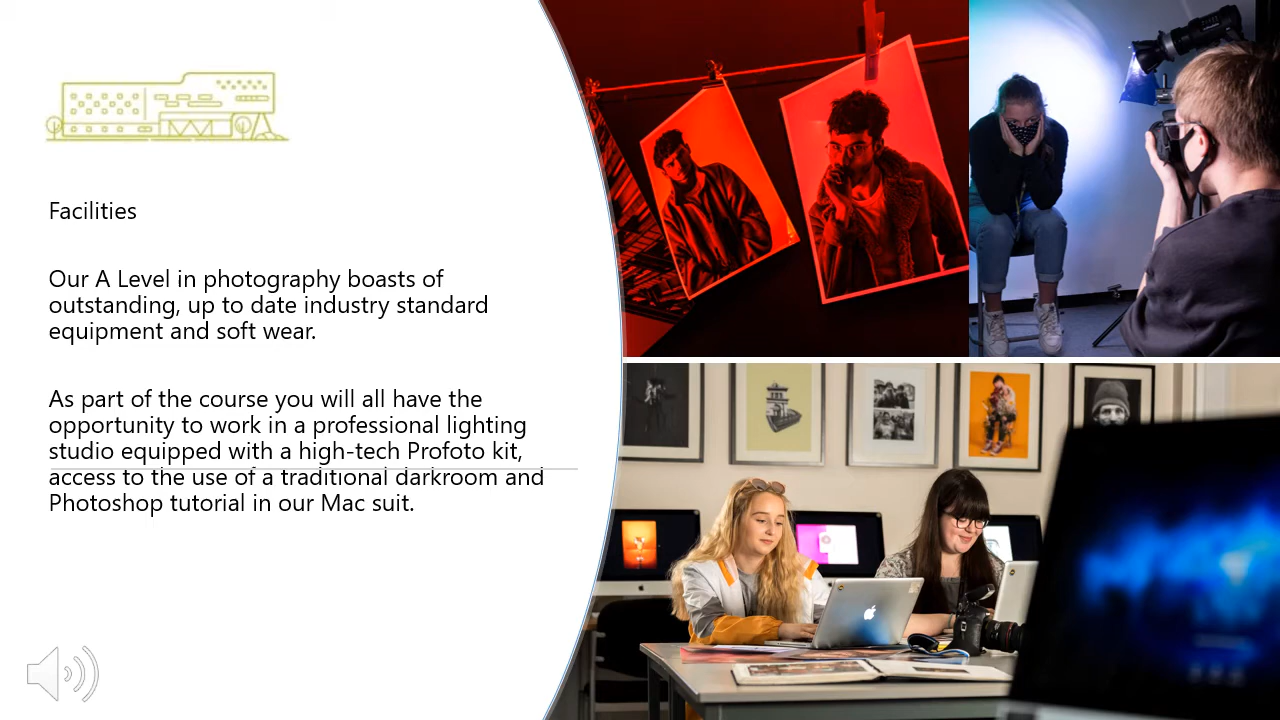 Facilities
Our A Level in photography boasts of
outstanding, up to date industry standard
equipment and soft wear.
As part of the course you will all have the
opportunity to work in a professional lighting
studio equipped with a high-tech Profoto kit,
access to the use of a traditional darkroom and
Photoshop tutorial in our Mac suit.